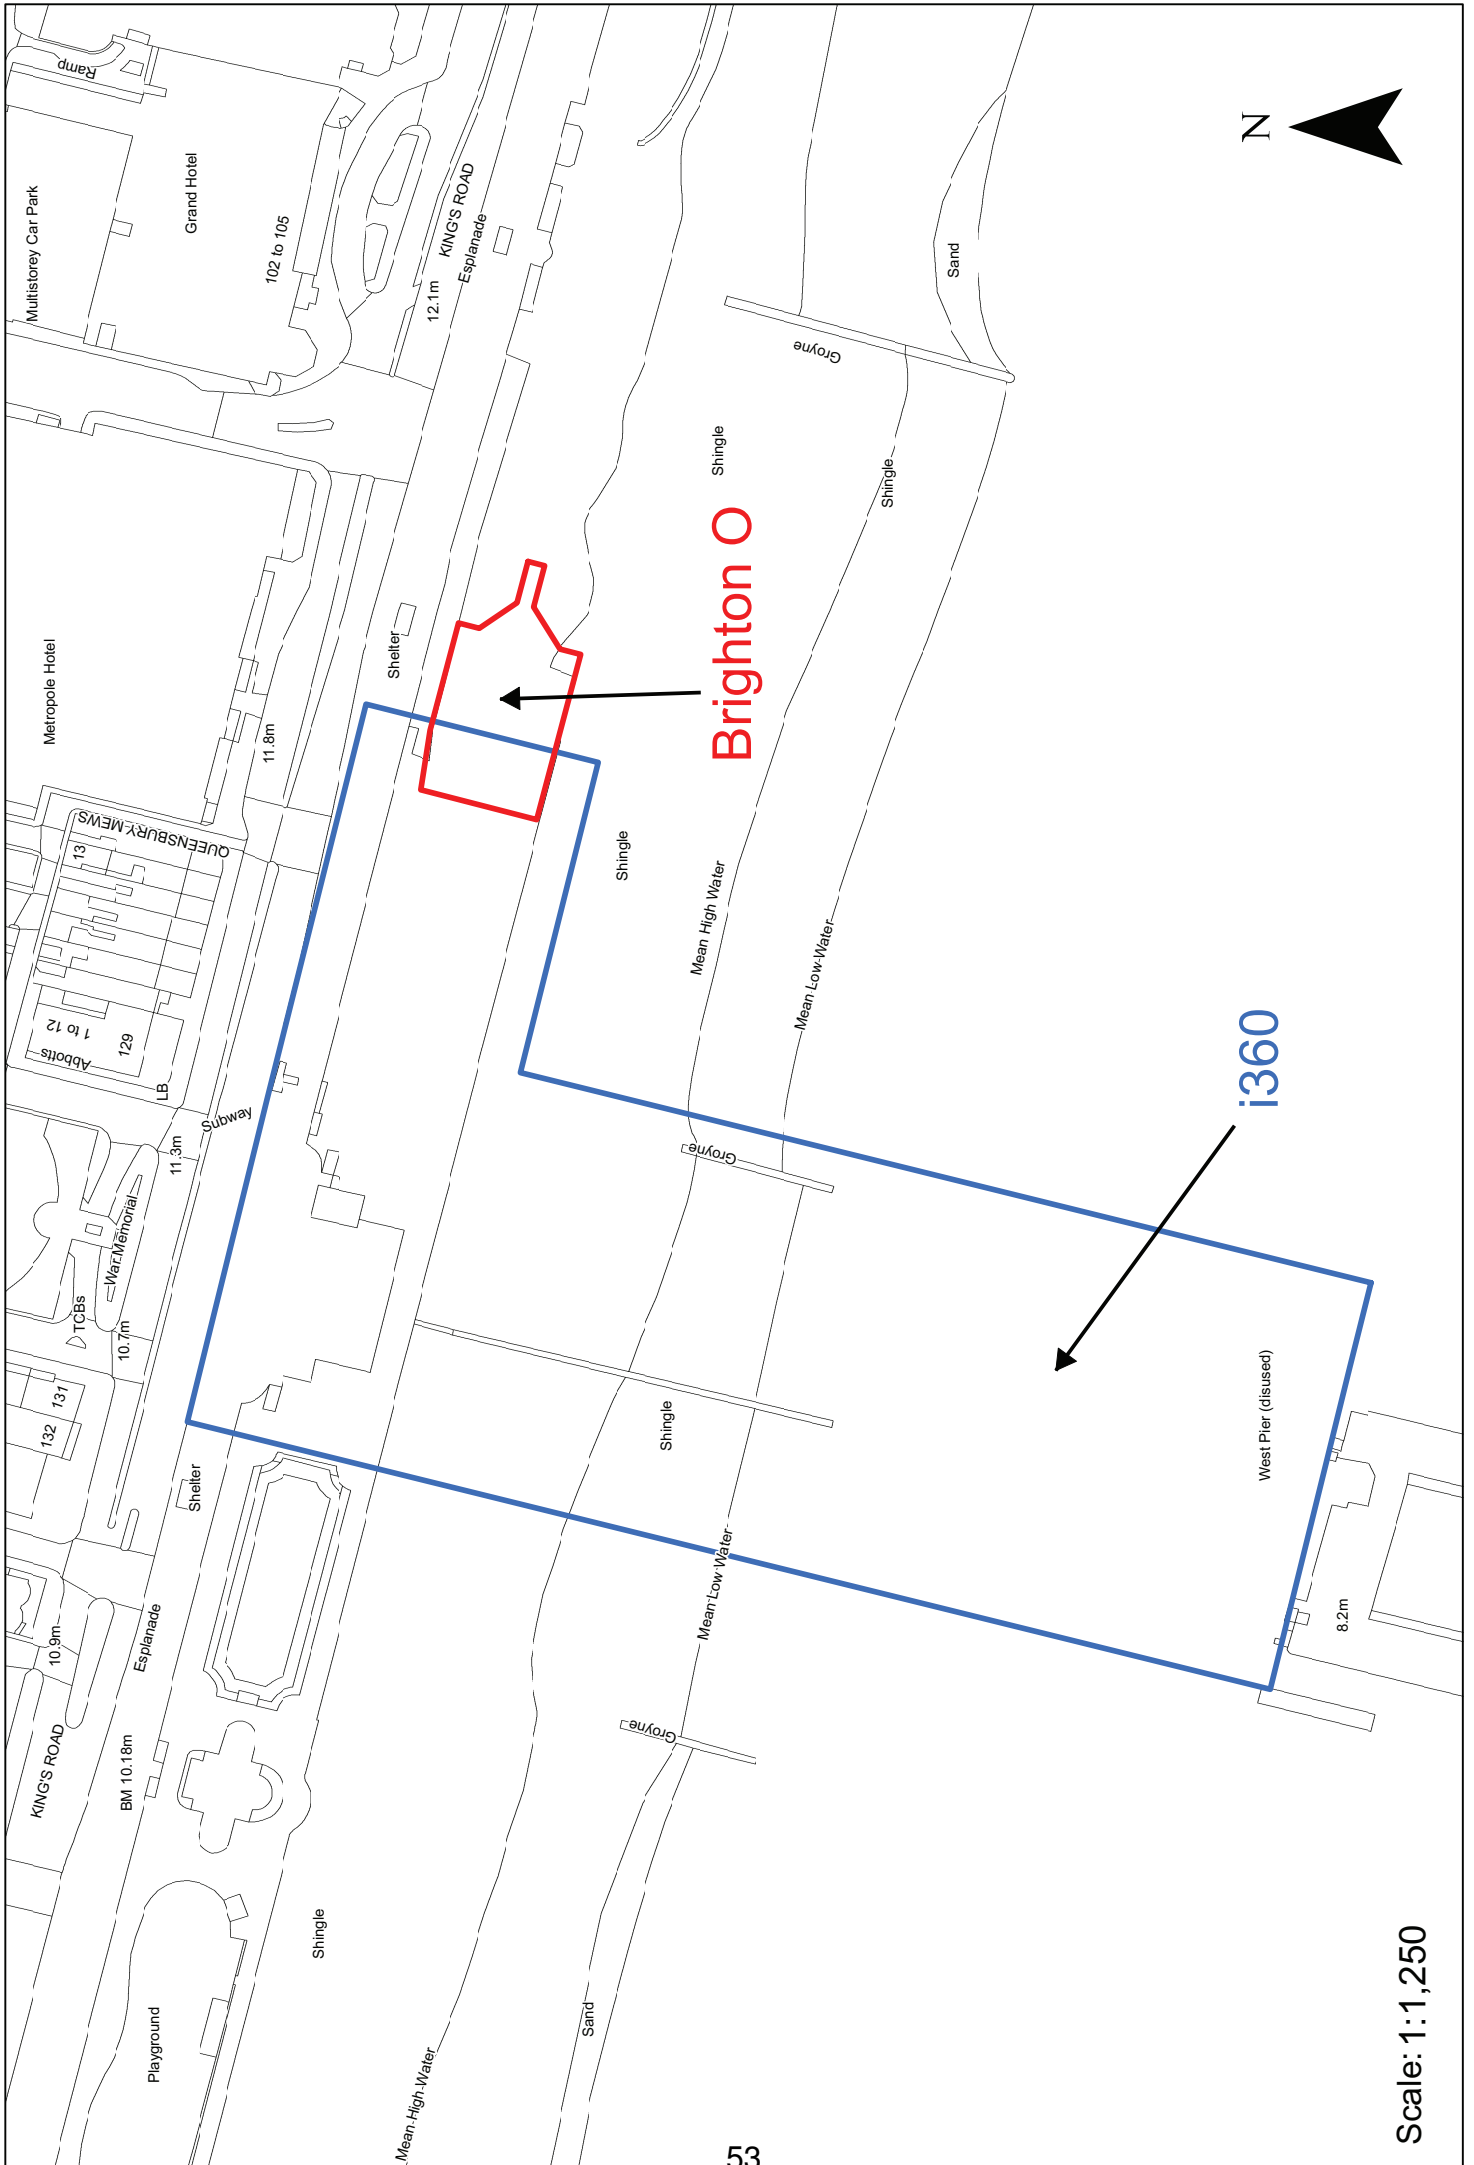 Ramp
Multistorey Car Park
Grand Hotel
102 to 105
KING'S ROAD
Esplanade
12.1m
N
Sand
Groyne
Shingle
Shingle
Metropole Hotel
Shelter
11.8m
Brighton O
QUEENSBURY MEWS
13
Shingle
Mean High Water
Mean Low Water
1 to 12
Abbotts
129
LB
Subway
11.3m
Groyne
i360
War Memorial
TCBs
10.7m
131
132
Shingle
West Pier (disused)
Shelter
Mean Low Water
8.2m
Esplanade
10.9m
KING'S ROAD
BM 10.18m
Groyne
Shingle
Playground
Sand
Mean High Water
Scale: 1:1,250
53